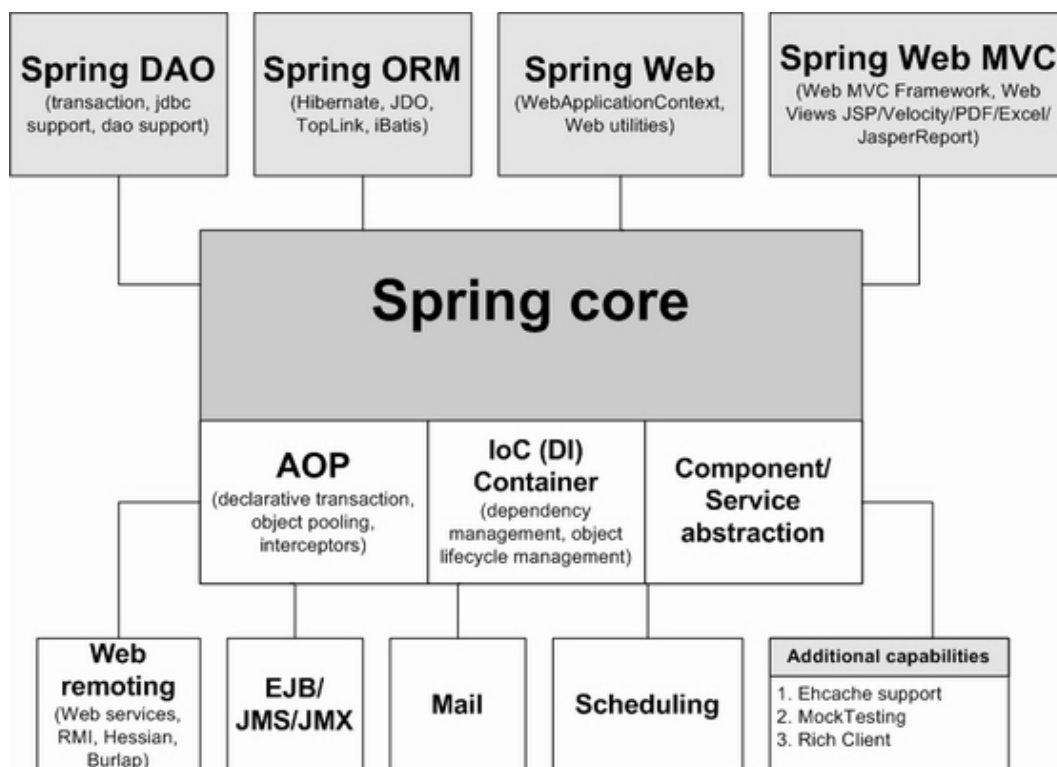 Spring DAO
(transaction, jdbc
support, dao support)
Spring ORM
(Hibernate, JDO,
TopLink, iBatis)
Spring Web
(WebApplicationContext,
Web utilities)
Spring Web MVC
(Web MVC Framework, Web
Views JSP/Velocity/PDF/Excel/
JasperReport)
Spring core
AOP
(declarative transaction,
object pooling,
interceptors)
IoC (DI)
Container
(dependency
management, object
lifecycle management)
Component/
Service
abstraction
Web
remoting
(Web services,
RMI, Hessian,
Burlap)
EJB/
JMS/JMX
Mail
Scheduling
Additional capabilities
1. Ehcache support
2. MockTesting
3. Rich Client